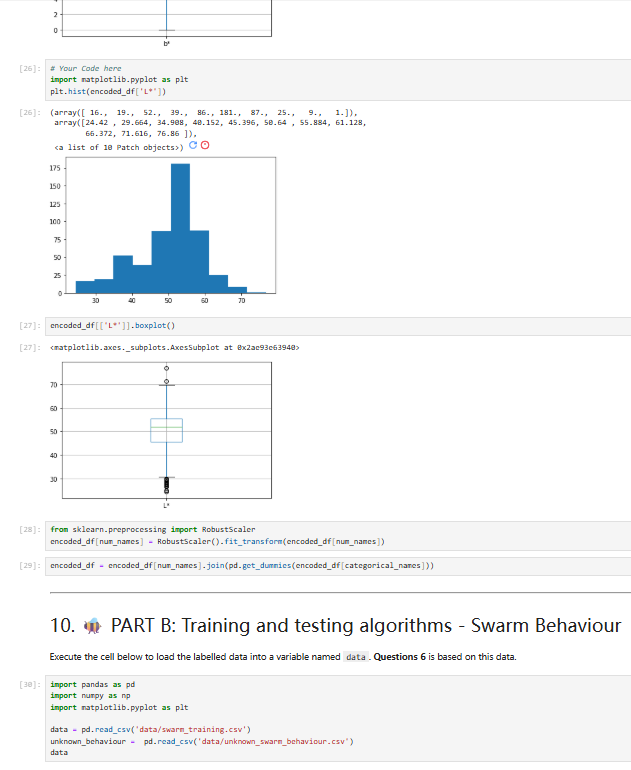 2
0
b*
[26]: # Your Code here
import matplotlib.pyplot as plt
plt.hist(encoded_df['L*'])
[26]: (array([ 16., 19., 52., 39., 86., 181., 87., 25., 9., 1.]),
array([24.42 , 29.664, 34.908, 40.152, 45.396, 50.64 , 55.884, 61.128,
66.372, 71.616, 76.86 ]),
<a list of 10 Patch objects>)
175
150
125
100
75
50
25
0
30 40 50 60 70
[27]: encoded_df[['L*']].boxplot()
[27]: <matplotlib.axes._subplots.AxesSubplot at 0x2ae93e63940>
70
60
50
40
30
L*
[28]: from sklearn.preprocessing import RobustScaler
encoded_df[num_names] = RobustScaler().fit_transform(encoded_df[num_names])
[29]: encoded_df = encoded_df[num_names].join(pd.get_dummies(encoded_df[categorical_names]))
10. 🐝 PART B: Training and testing algorithms - Swarm Behaviour
Execute the cell below to load the labelled data into a variable named data. Questions 6 is based on this data.
[30]: import pandas as pd
import numpy as np
import matplotlib.pyplot as plt
data = pd.read_csv('data/swarm_training.csv')
unknown_behaviour = pd.read_csv('data/unknown_swarm_behaviour.csv')
data